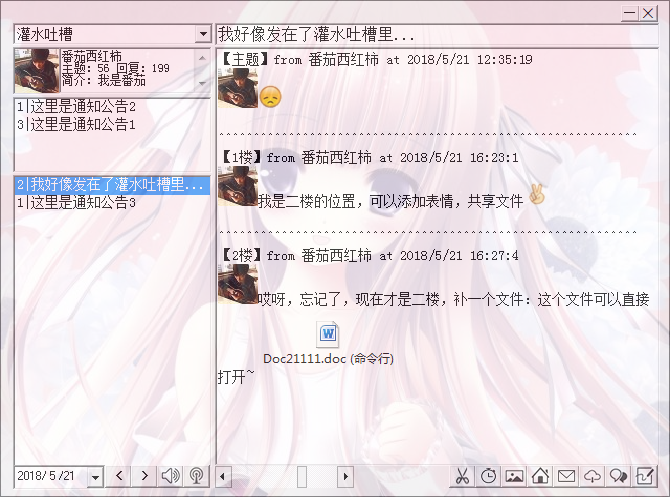 灌水吐槽
我好像发在了灌水吐槽里...
番茄西红柿
主题: 56 回复: 199
简介: 我是番茄
1|这里是通知公告2
3|这里是通知公告1
2|我好像发在了灌水吐槽里...
1|这里是通知公告3
【主题】from 番茄西红柿 at 2018/5/21 12:35:19
【1楼】from 番茄西红柿 at 2018/5/21 16:23:1
我是二楼的位置，可以添加表情，共享文件
【2楼】from 番茄西红柿 at 2018/5/21 16:27:4
哎呀，忘记了，现在才是二楼，补一个文件：这个文件可以直接
Doc21111.doc (命令行)
打开~
2018/ 5 /21